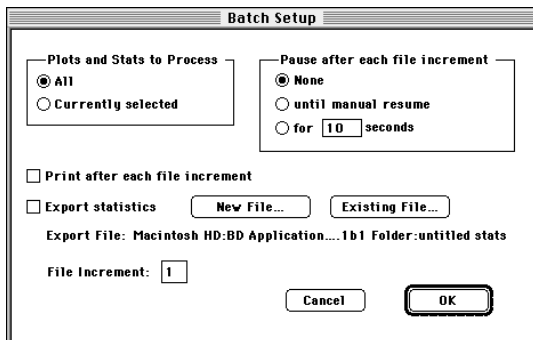 Batch Setup
Plots and Stats to Process
All
Currently selected
Pause after each file increment
None
until manual resume
for 10 seconds
Print after each file increment
Export statistics
New File...
Existing File...
Export File: Macintosh HD:BD Application....1b1 Folder:untitled stats
File Increment: 1
Cancel
OK